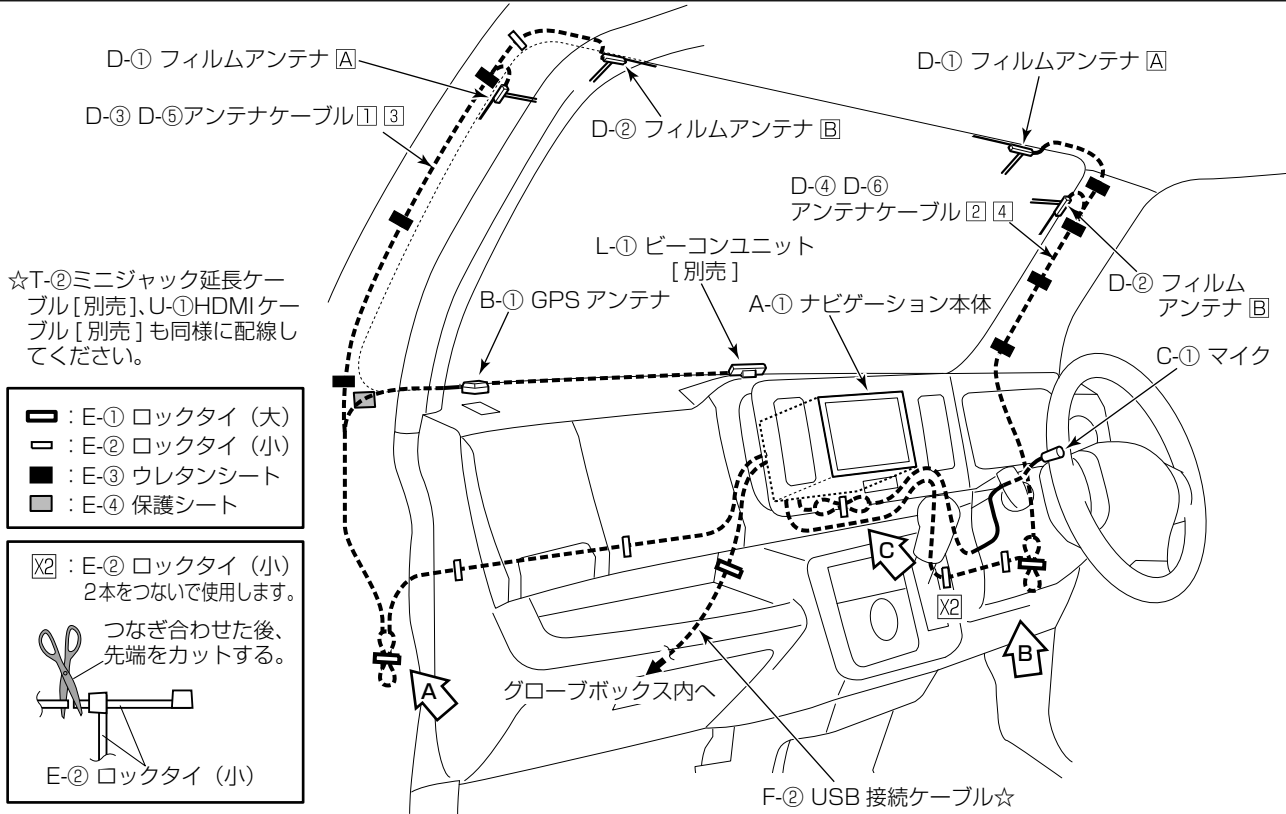 D-① フィルムアンテナ A
D-③ D-⑤アンテナケーブル 1 3
D-② フィルムアンテナ B
D-① フィルムアンテナ A
D-④ D-⑥
アンテナケーブル 2 4
L-① ビーコンユニット
[別売]
B-① GPS アンテナ
A-① ナビゲーション本体
D-② フィルム
アンテナ B
C-① マイク
☆T-②ミニジャック延長ケー
ブル[別売]、U-①HDMIケー
ブル[別売]も同様に配線し
てください。
：E-① ロックタイ（大）
：E-② ロックタイ（小）
：E-③ ウレタンシート
：E-④ 保護シート
X2 ：E-② ロックタイ（小）
2本をつないで使用します。
つなぎ合わせた後、
先端をカットする。
E-② ロックタイ（小）
A
B
C
X2
グローブボックス内へ
F-② USB 接続ケーブル☆